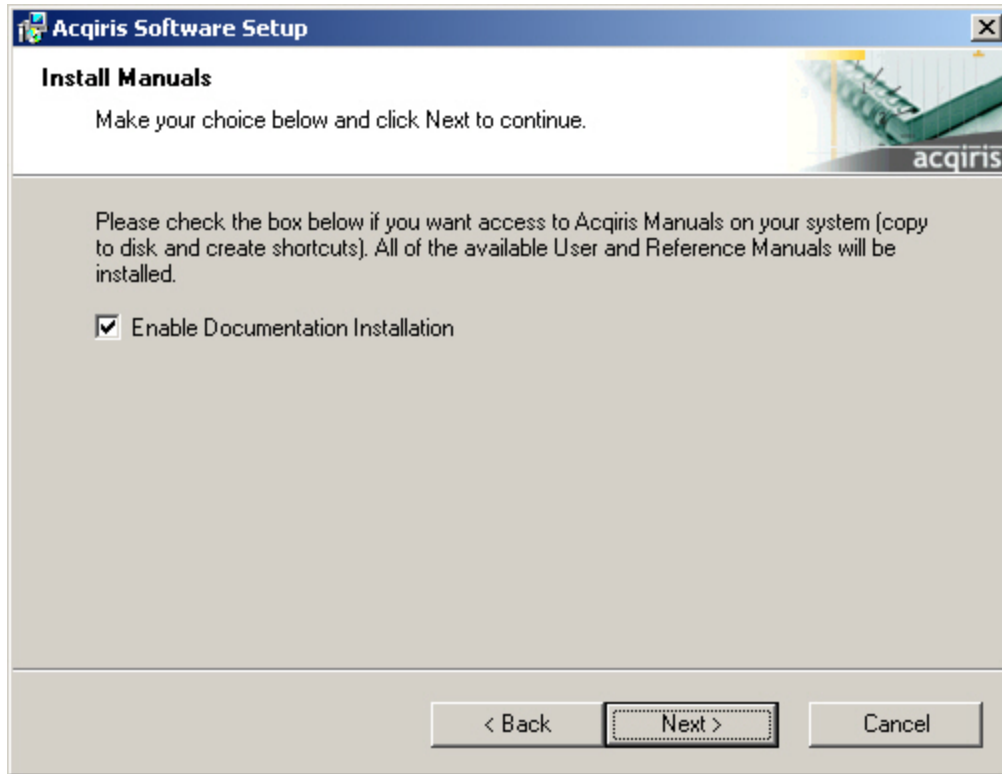 Acqiris Software Setup
Install Manuals
Make your choice below and click Next to continue.
acqiris
Please check the box below if you want access to Acqiris Manuals on your system (copy
to disk and create shortcuts). All of the available User and Reference Manuals will be
installed.
Enable Documentation Installation
< Back
Next >
Cancel